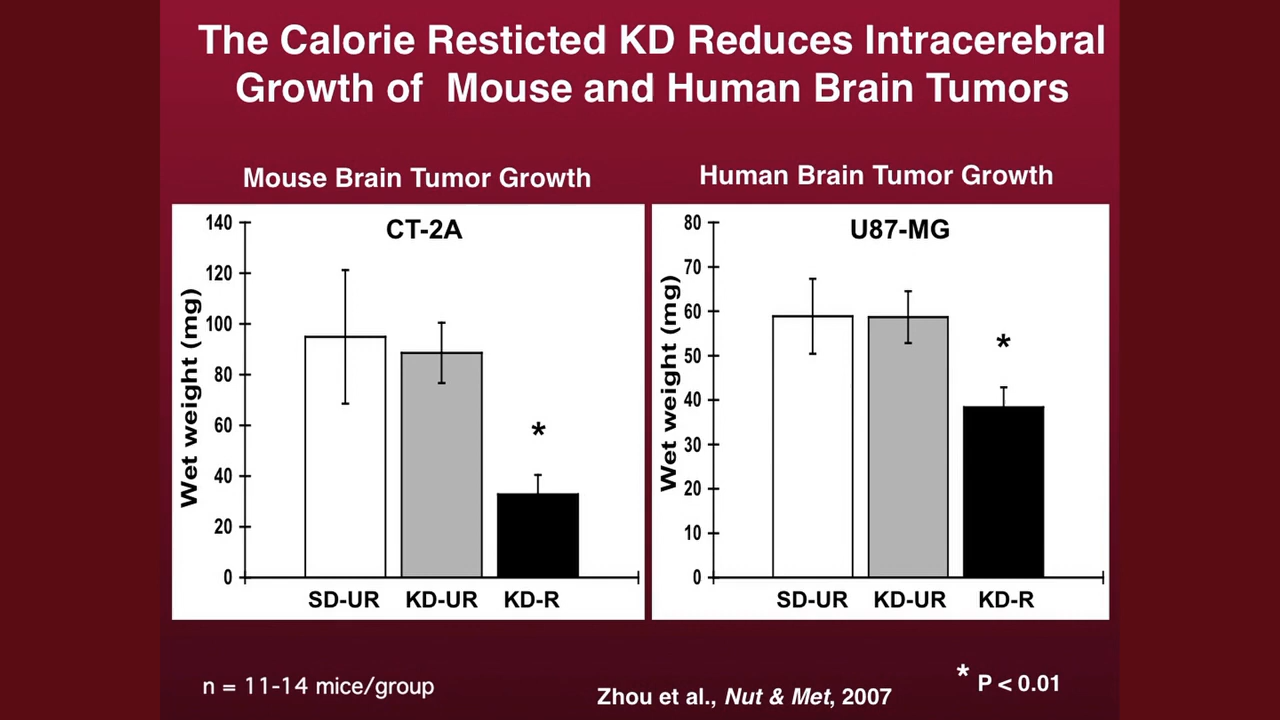 The Calorie Resticted KD Reduces Intracerebral
Growth of  Mouse and Human Brain Tumors
Mouse Brain Tumor Growth
CT-2A
Wet weight (mg)
140
120
100
80
60
40
20
0
*
SD-UR KD-UR KD-R
Human Brain Tumor Growth
U87-MG
Wet weight (mg)
80
70
60
50
40
30
20
10
0
*
SD-UR KD-UR KD-R
n = 11-14 mice/group
Zhou et al., Nut & Met, 2007
* P < 0.01